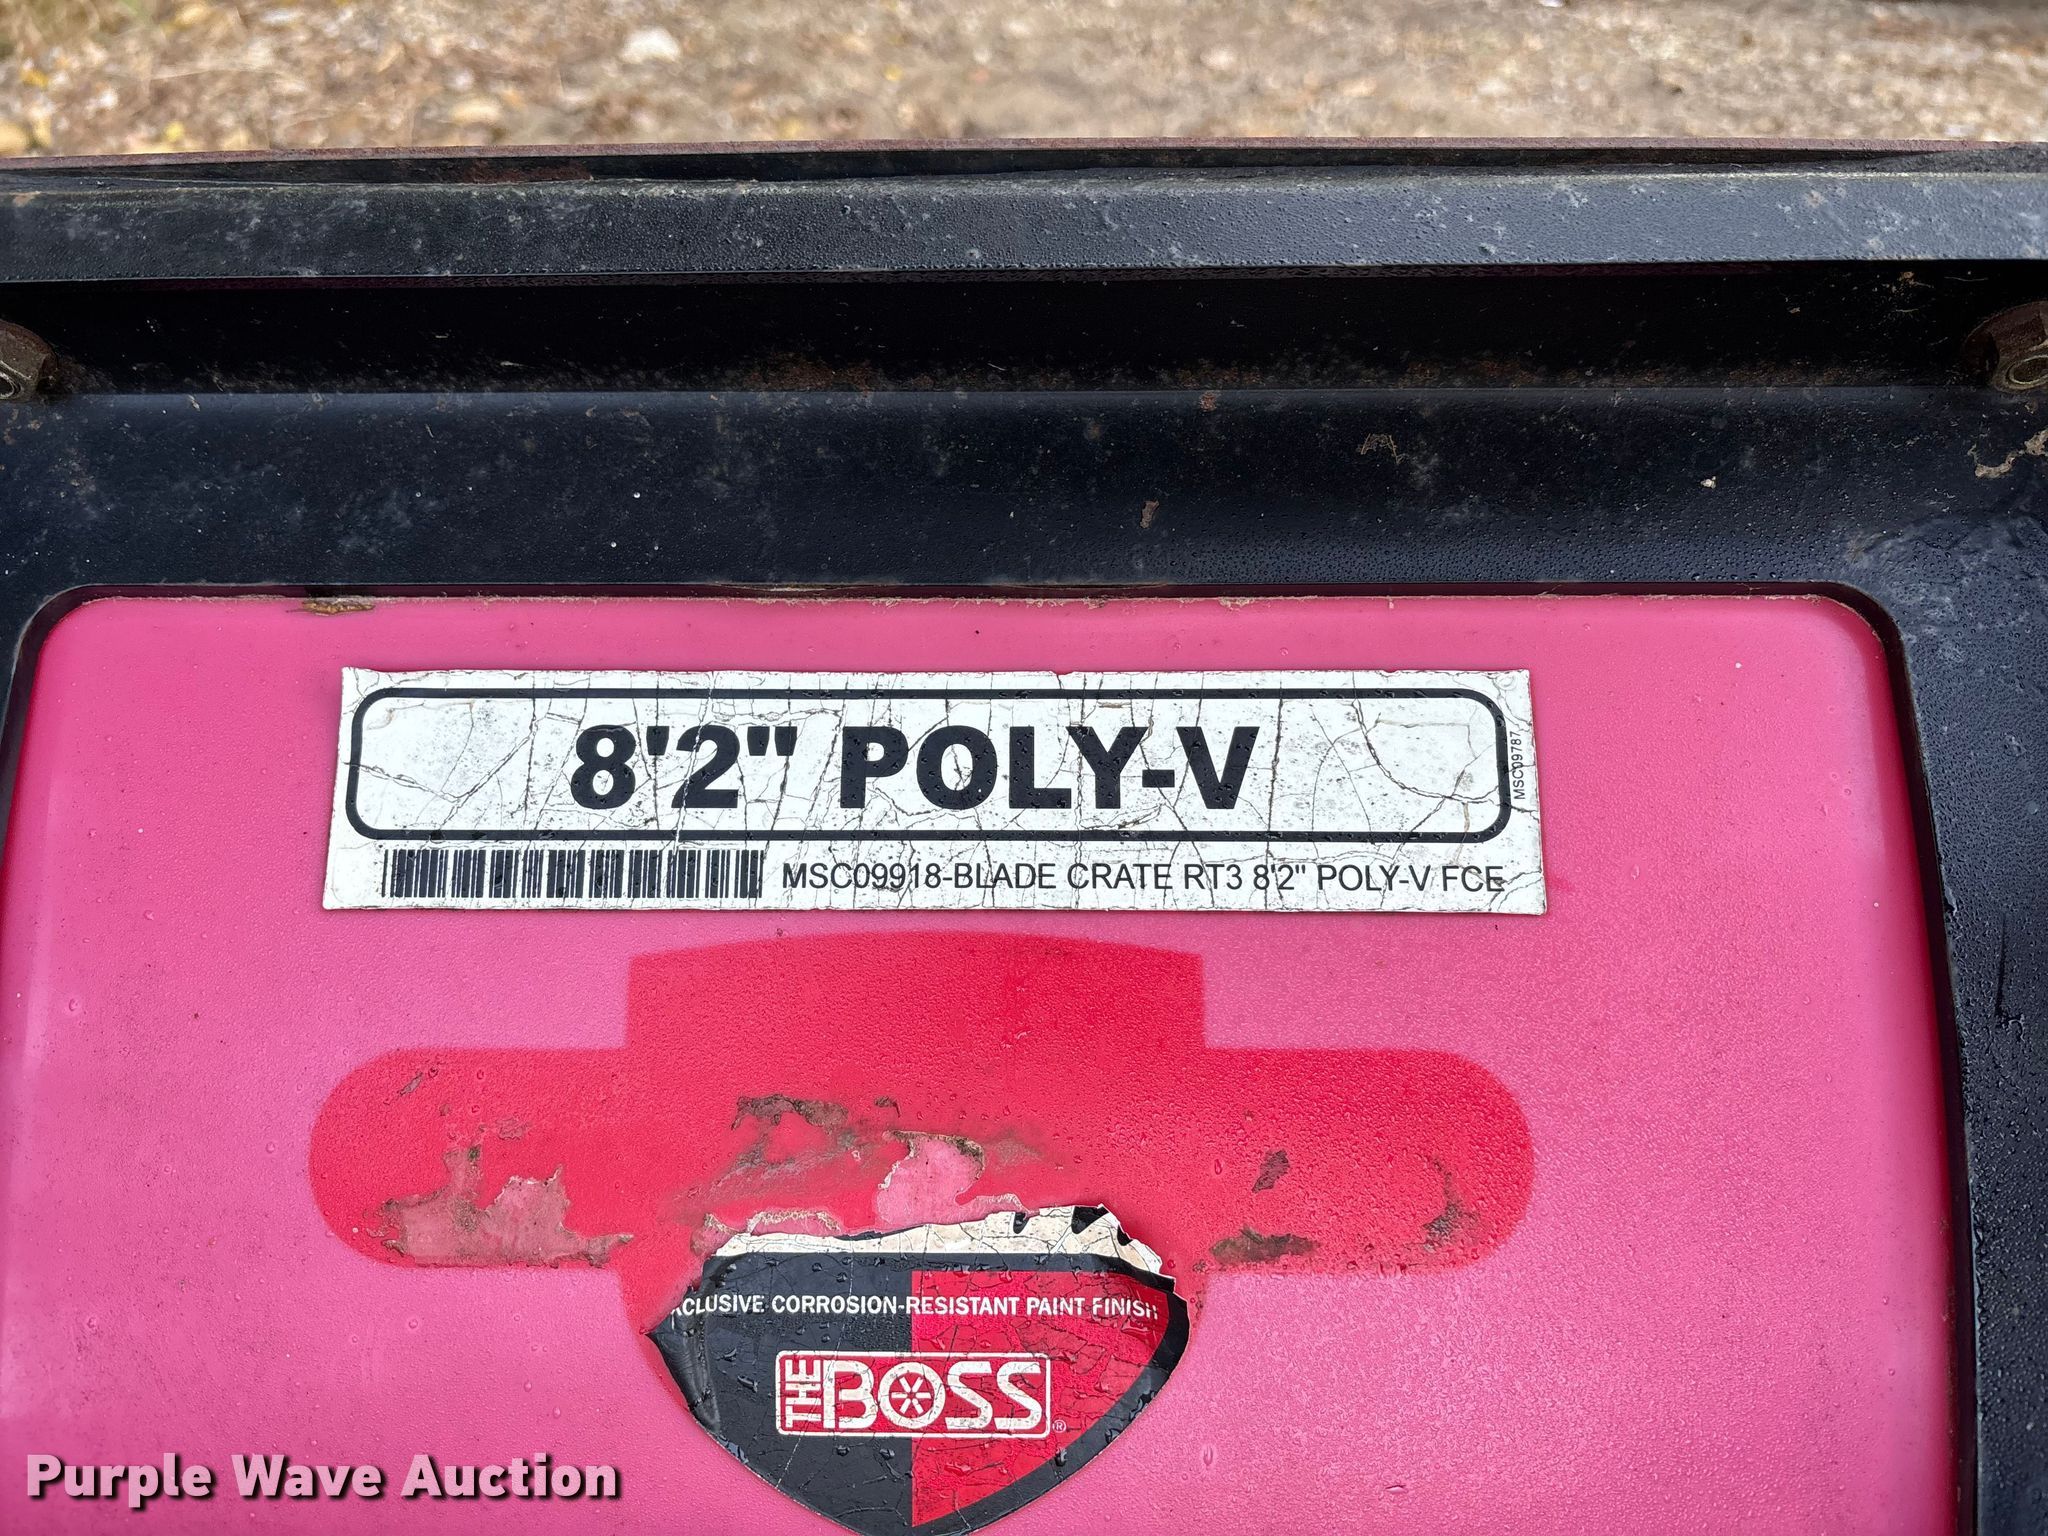 8'2" POLY-V
MSC09787
MSC09918-BLADE CRATE RT3 8'2" POLY-V FCE
XCLUSIVE CORROSION-RESISTANT PAINT FINISH
THE BOSS ®
Purple Wave Auction